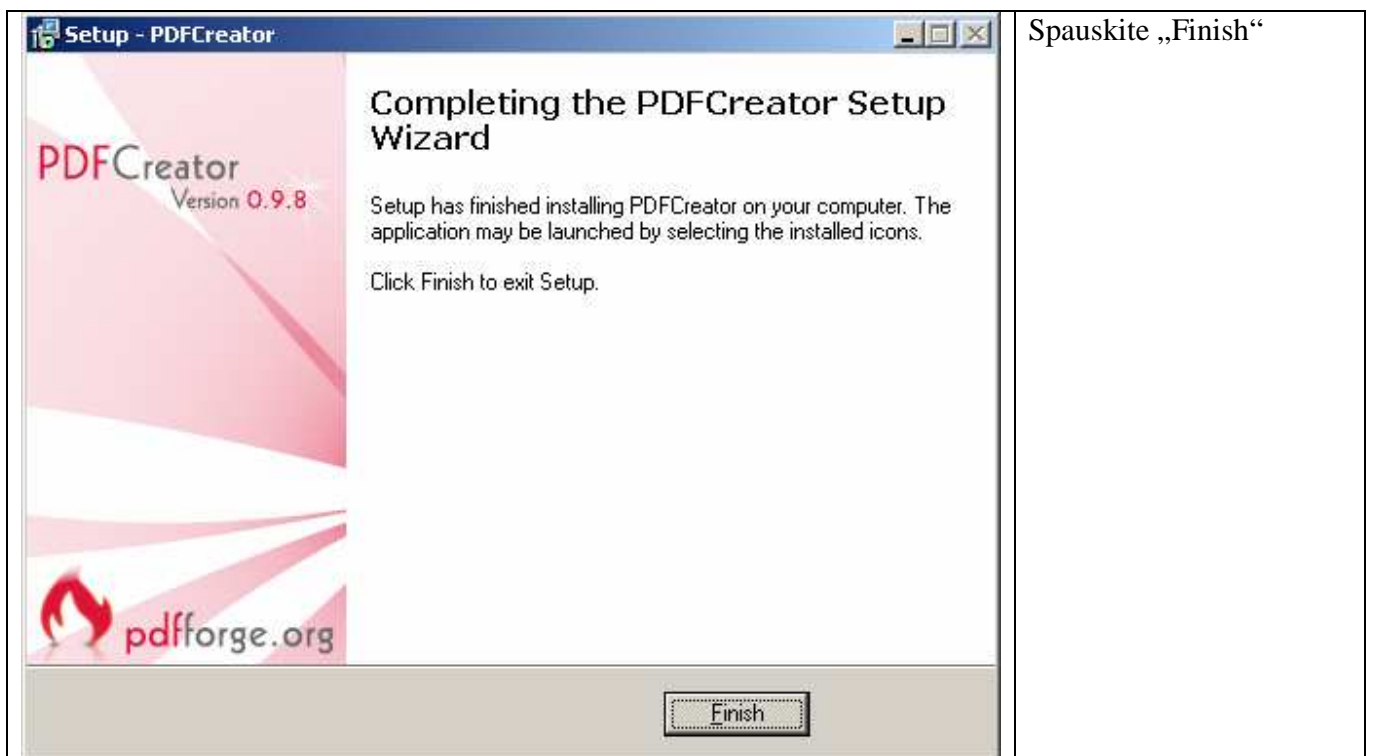 Setup - PDFCreator
Spauskite „Finish“
Completing the PDFCreator Setup
Wizard
PDFCreator
Version 0.9.8
Setup has finished installing PDFCreator on your computer. The
application may be launched by selecting the installed icons.
Click Finish to exit Setup.
pdfforge.org
Finish